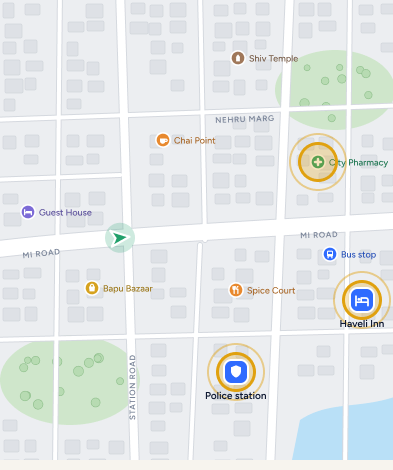 Shiv Temple
NEHRU MARG
Chai Point
City Pharmacy
Guest House
MI ROAD
MI ROAD
Bus stop
Bapu Bazaar
Spice Court
Haveli Inn
STATION ROAD
Police station